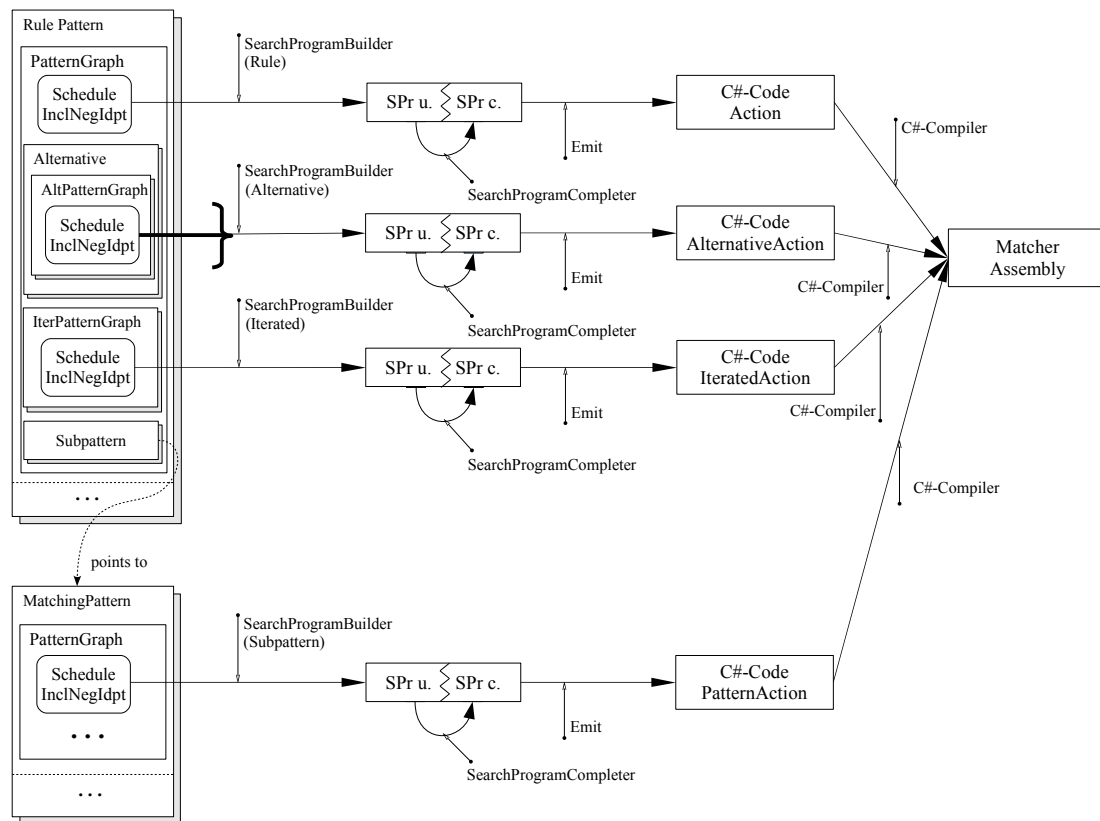 Rule Pattern
PatternGraph
Schedule
InclNegIdpt
SearchProgramBuilder
(Rule)
SPr u.
SPr c.
SearchProgramCompleter
Emit
C#-Code
Action
C#-Compiler
Alternative
AltPatternGraph
Schedule
InclNegIdpt
SearchProgramBuilder
(Alternative)
SPr u.
SPr c.
SearchProgramCompleter
Emit
C#-Code
AlternativeAction
C#-Compiler
Matcher
Assembly
IterPatternGraph
Schedule
InclNegIdpt
SearchProgramBuilder
(Iterated)
SPr u.
SPr c.
SearchProgramCompleter
Emit
C#-Code
IteratedAction
C#-Compiler
Subpattern
...
points to
C#-Compiler
MatchingPattern
PatternGraph
Schedule
InclNegIdpt
...
...
SearchProgramBuilder
(Subpattern)
SPr u.
SPr c.
SearchProgramCompleter
Emit
C#-Code
PatternAction